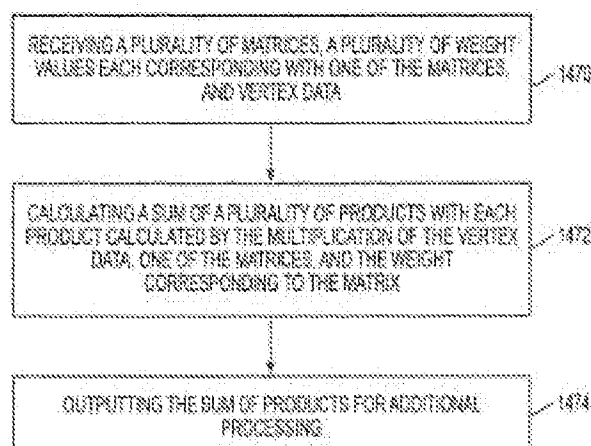 RECEIVING A PLURALITY OF MATRICES, A PLURALITY OF WEIGHT
VALUES EACH CORRESPONDING WITH ONE OF THE MATRICES,
AND VERTEX DATA
1470
CALCULATING A SUM OF A PLURALITY OF PRODUCTS WITH EACH
PRODUCT CALCULATED BY THE MULTIPLICATION OF THE VERTEX
DATA, ONE OF THE MATRICES, AND THE WEIGHT
CORRESPONDING TO THE MATRIX
1472
OUTPUTTING THE SUM OF PRODUCTS FOR ADDITIONAL
PROCESSING
1474